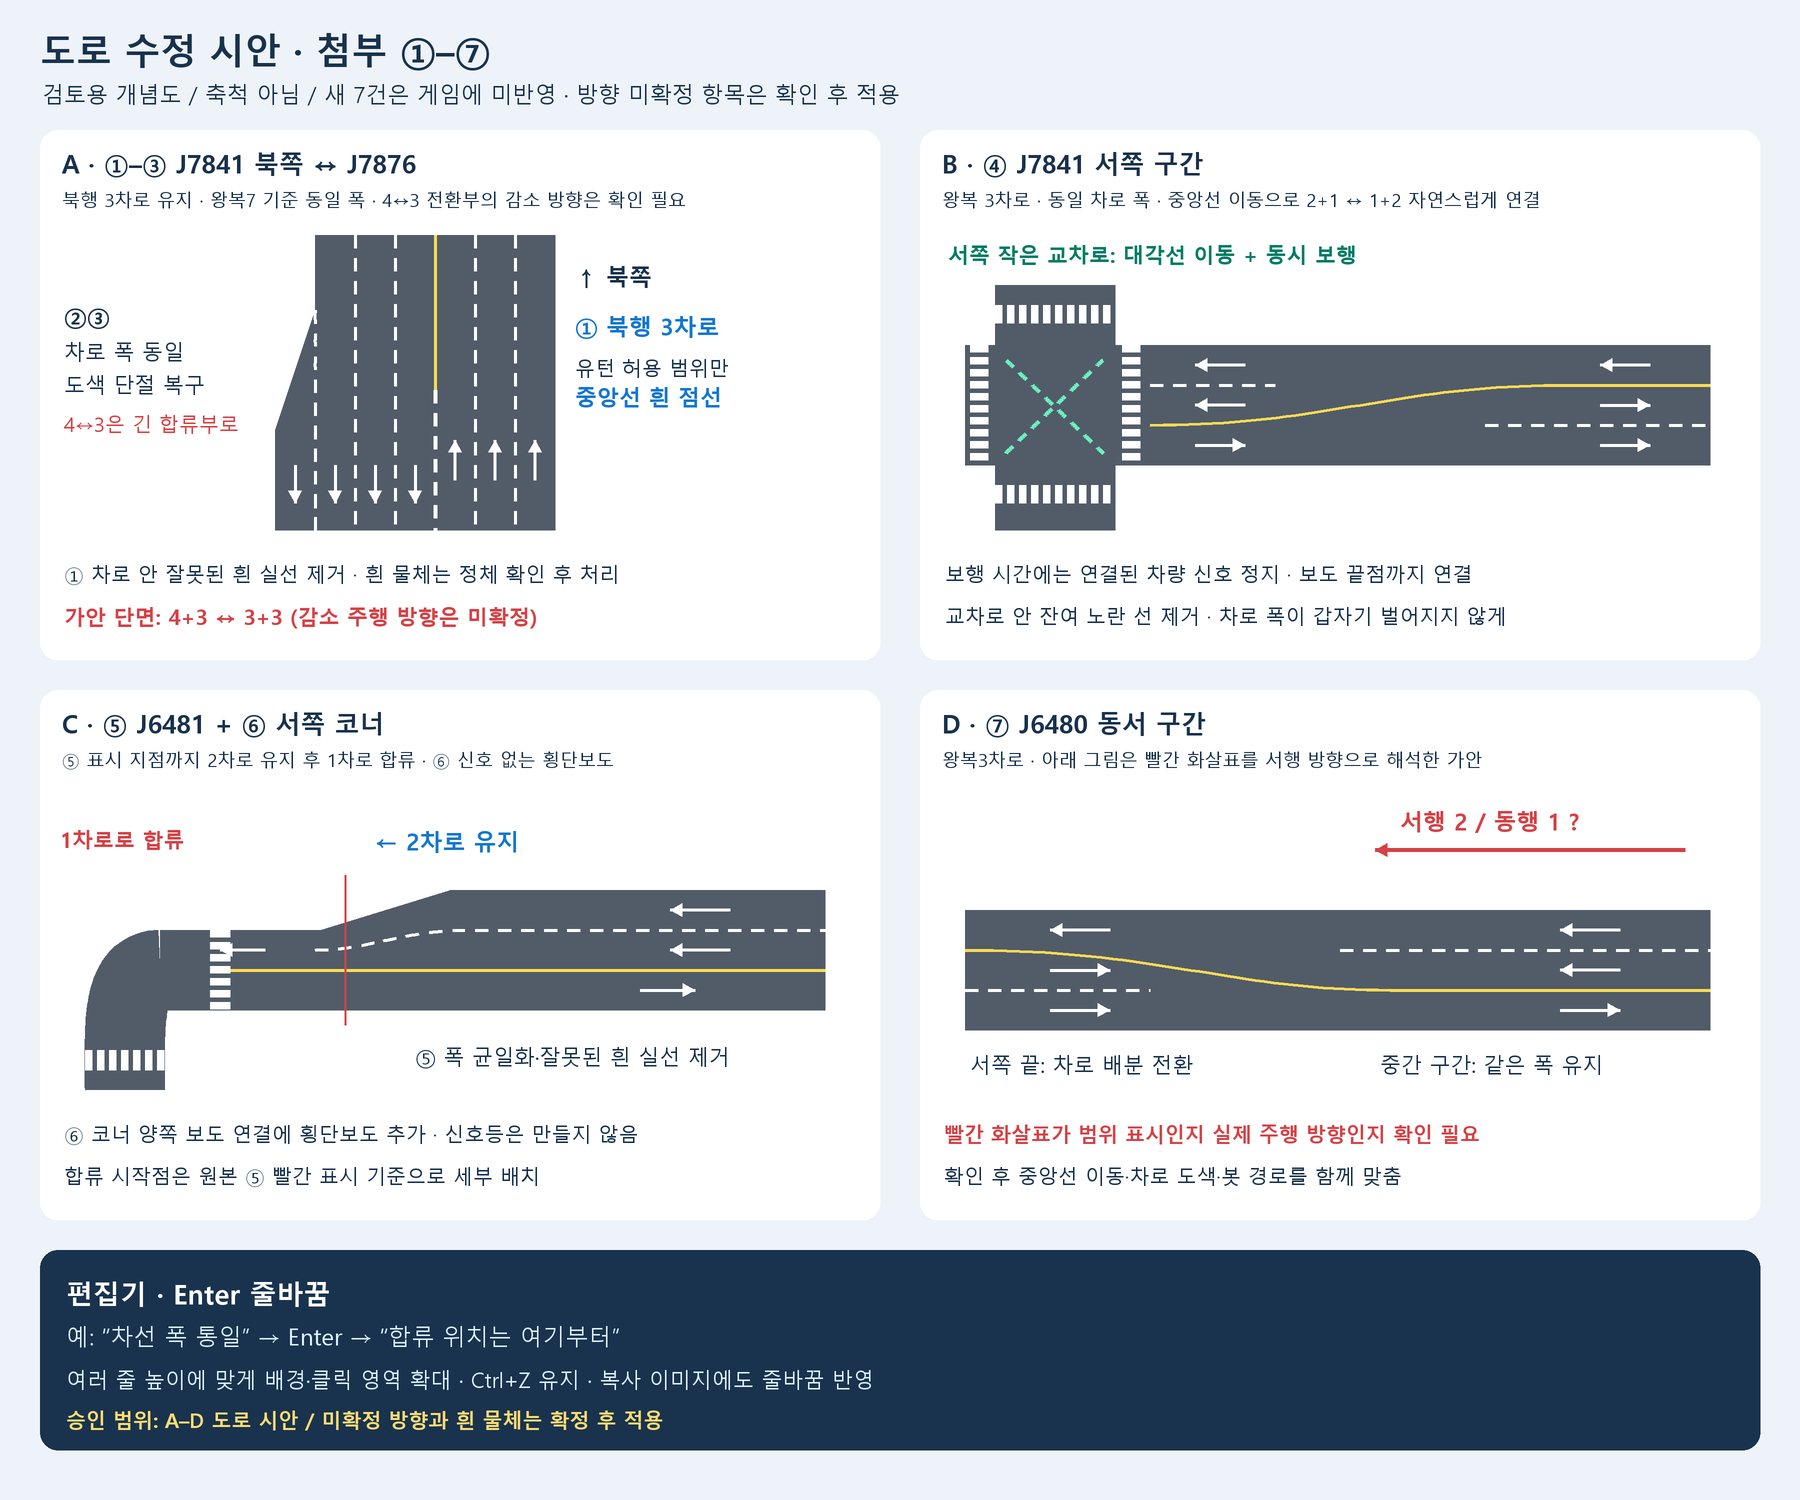 도로 수정 시안 · 첨부 ①–⑦
검토용 개념도 / 축척 아님 / 새 7건은 게임에 미반영 · 방향 미확정 항목은 확인 후 적용
A · ①–③ J7841 북쪽 ↔ J7876
북행 3차로 유지 · 왕복7 기준 동일 폭 · 4↔3 전환부의 감소 방향은 확인 필요
②③
차로 폭 동일
도색 단절 복구
4↔3은 긴 합류부로
↑ 북쪽
① 북행 3차로
유턴 허용 범위만
중앙선 흰 점선
① 차로 안 잘못된 흰 실선 제거 · 흰 물체는 정체 확인 후 처리
가안 단면: 4+3 ↔ 3+3 (감소 주행 방향은 미확정)
B · ④ J7841 서쪽 구간
왕복 3차로 · 동일 차로 폭 · 중앙선 이동으로 2+1 ↔ 1+2 자연스럽게 연결
서쪽 작은 교차로: 대각선 이동 + 동시 보행
보행 시간에는 연결된 차량 신호 정지 · 보도 끝점까지 연결
교차로 안 잔여 노란 선 제거 · 차로 폭이 갑자기 벌어지지 않게
C · ⑤ J6481 + ⑥ 서쪽 코너
⑤ 표시 지점까지 2차로 유지 후 1차로 합류 · ⑥ 신호 없는 횡단보도
1차로로 합류
← 2차로 유지
⑤ 폭 균일화·잘못된 흰 실선 제거
⑥ 코너 양쪽 보도 연결에 횡단보도 추가 · 신호등은 만들지 않음
합류 시작점은 원본 ⑤ 빨간 표시 기준으로 세부 배치
D · ⑦ J6480 동서 구간
왕복3차로 · 아래 그림은 빨간 화살표를 서행 방향으로 해석한 가안
서행 2 / 동행 1 ?
서쪽 끝: 차로 배분 전환
중간 구간: 같은 폭 유지
빨간 화살표가 범위 표시인지 실제 주행 방향인지 확인 필요
확인 후 중앙선 이동·차로 도색·봇 경로를 함께 맞춤
편집기 · Enter 줄바꿈
예: “차선 폭 통일” → Enter → “합류 위치는 여기부터”
여러 줄 높이에 맞게 배경·클릭 영역 확대 · Ctrl+Z 유지 · 복사 이미지에도 줄바꿈 반영
승인 범위: A–D 도로 시안 / 미확정 방향과 흰 물체는 확정 후 적용